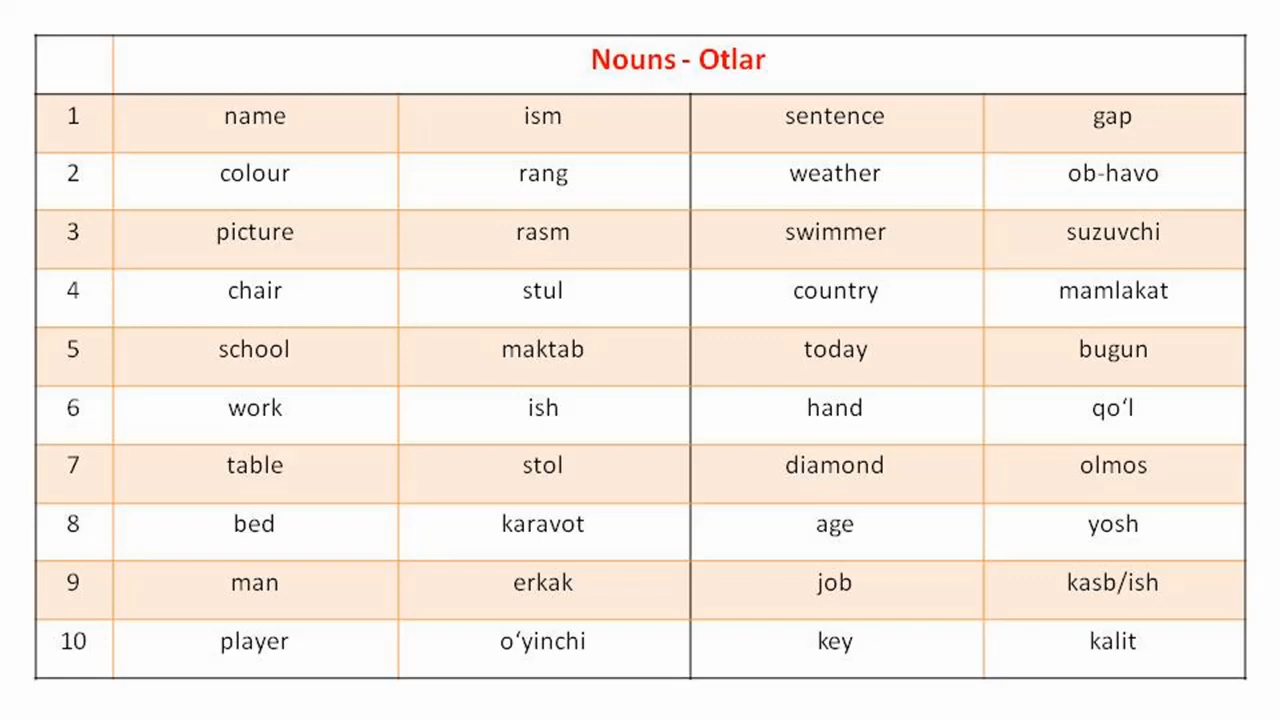 Nouns - Otlar
1 name ism sentence gap
2 colour rang weather ob-havo
3 picture rasm swimmer suzuvchi
4 chair stul country mamlakat
5 school maktab today bugun
6 work ish hand qo‘l
7 table stol diamond olmos
8 bed karavot age yosh
9 man erkak job kasb/ish
10 player o‘yinchi key kalit